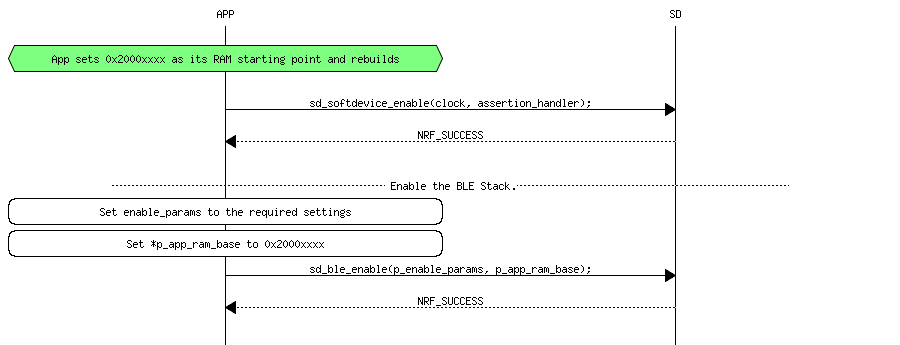 APP
SD
App sets 0x2000xxxx as its RAM starting point and rebuilds
sd_softdevice_enable(clock, assertion_handler);
NRF_SUCCESS
Enable the BLE Stack.
Set enable_params to the required settings
Set *p_app_ram_base to 0x2000xxxx
sd_ble_enable(p_enable_params, p_app_ram_base);
NRF_SUCCESS